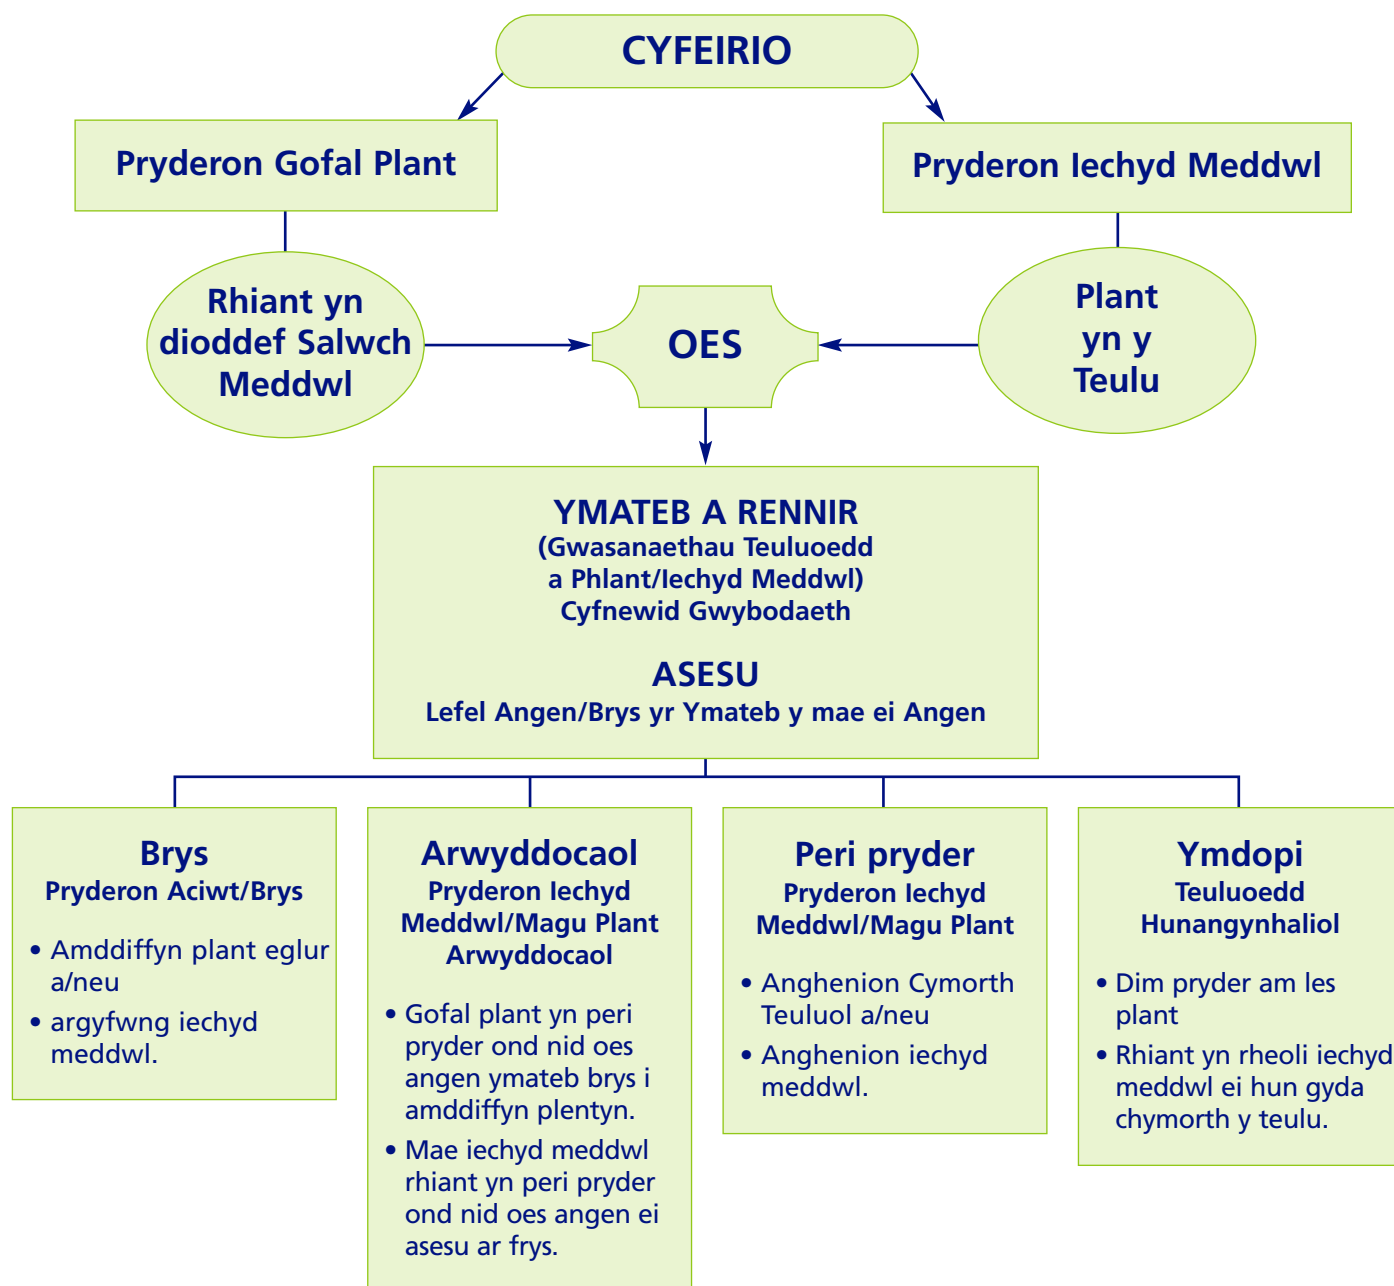 CYFEIRIO
Pryderon Gofal Plant
Pryderon Iechyd Meddwl
Rhiant yn
dioddef Salwch
Meddwl
OES
Plant
yn y
Teulu
YMATEB A RENNIR
(Gwasanaethau Teuluoedd
a Phlant/Iechyd Meddwl)
Cyfnewid Gwybodaeth
ASESU
Lefel Angen/Brys yr Ymateb y mae ei Angen
Brys
Pryderon Aciwt/Brys
• Amddiffyn plant eglur
a/neu
• argyfwng iechyd
meddwl.
Arwyddocaol
Pryderon Iechyd
Meddwl/Magu Plant
Arwyddocaol
• Gofal plant yn peri
pryder ond nid oes
angen ymateb brys i
amddiffyn plentyn.
• Mae iechyd meddwl
rhiant yn peri pryder
ond nid oes angen ei
asesu ar frys.
Peri pryder
Pryderon Iechyd
Meddwl/Magu Plant
• Anghenion Cymorth
Teuluol a/neu
• Anghenion iechyd
meddwl.
Ymdopi
Teuluoedd
Hunangynhaliol
• Dim pryder am les
plant
• Rhiant yn rheoli iechyd
meddwl ei hun gyda
chymorth y teulu.